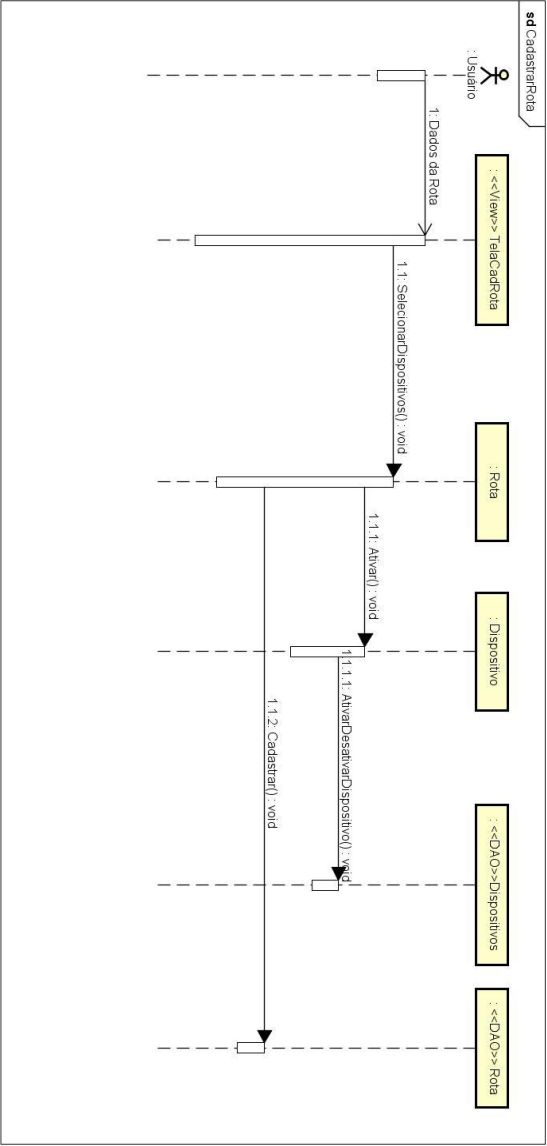 sd CadastrarRota
: Usuário
: <<View>> TelaCadRota
: Rota
: Dispositivo
: <<DAO>>Dispositivos
: <<DAO>> Rota
1: Dados da Rota
1.1: SelecionarDispositivos() : void
1.1.1: Ativar() : void
1.1.1.1: AtivarDesativarDispositivo() : void
1.1.2: Cadastrar() : void